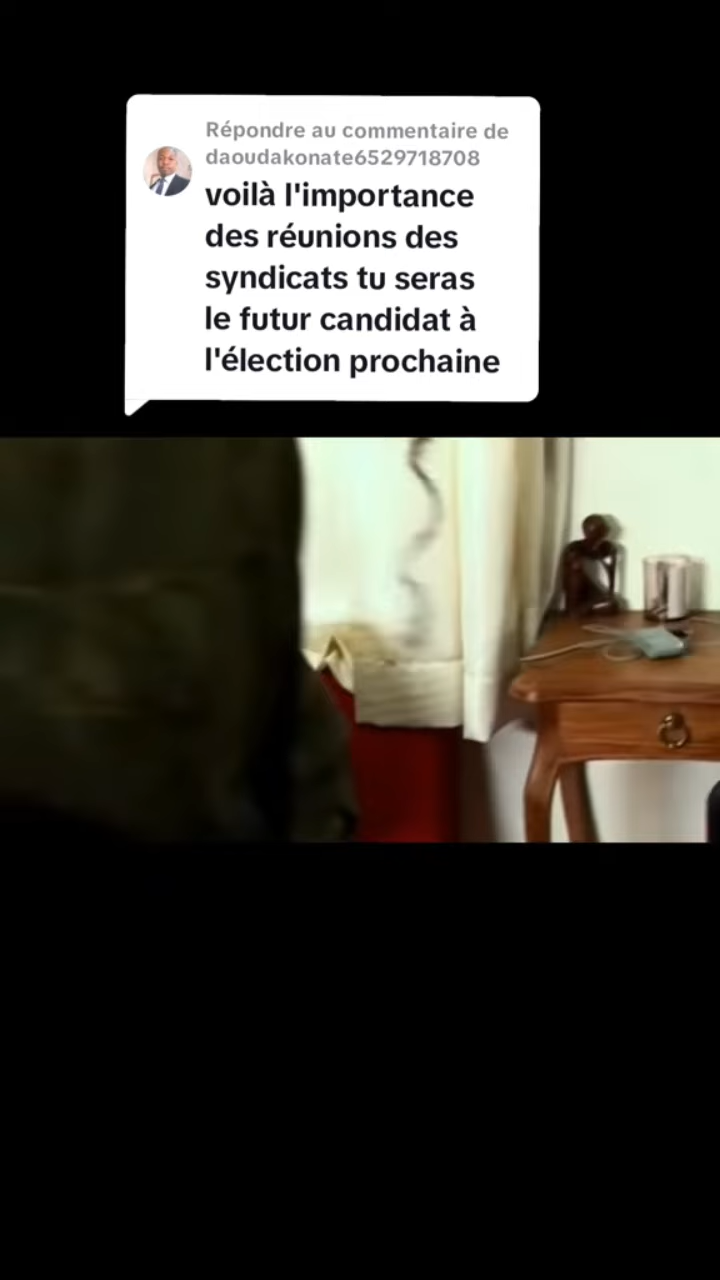 Répondre au commentaire de
daoudakonate6529718708
voilà l'importance
des réunions des
syndicats tu seras
le futur candidat à
l'élection prochaine